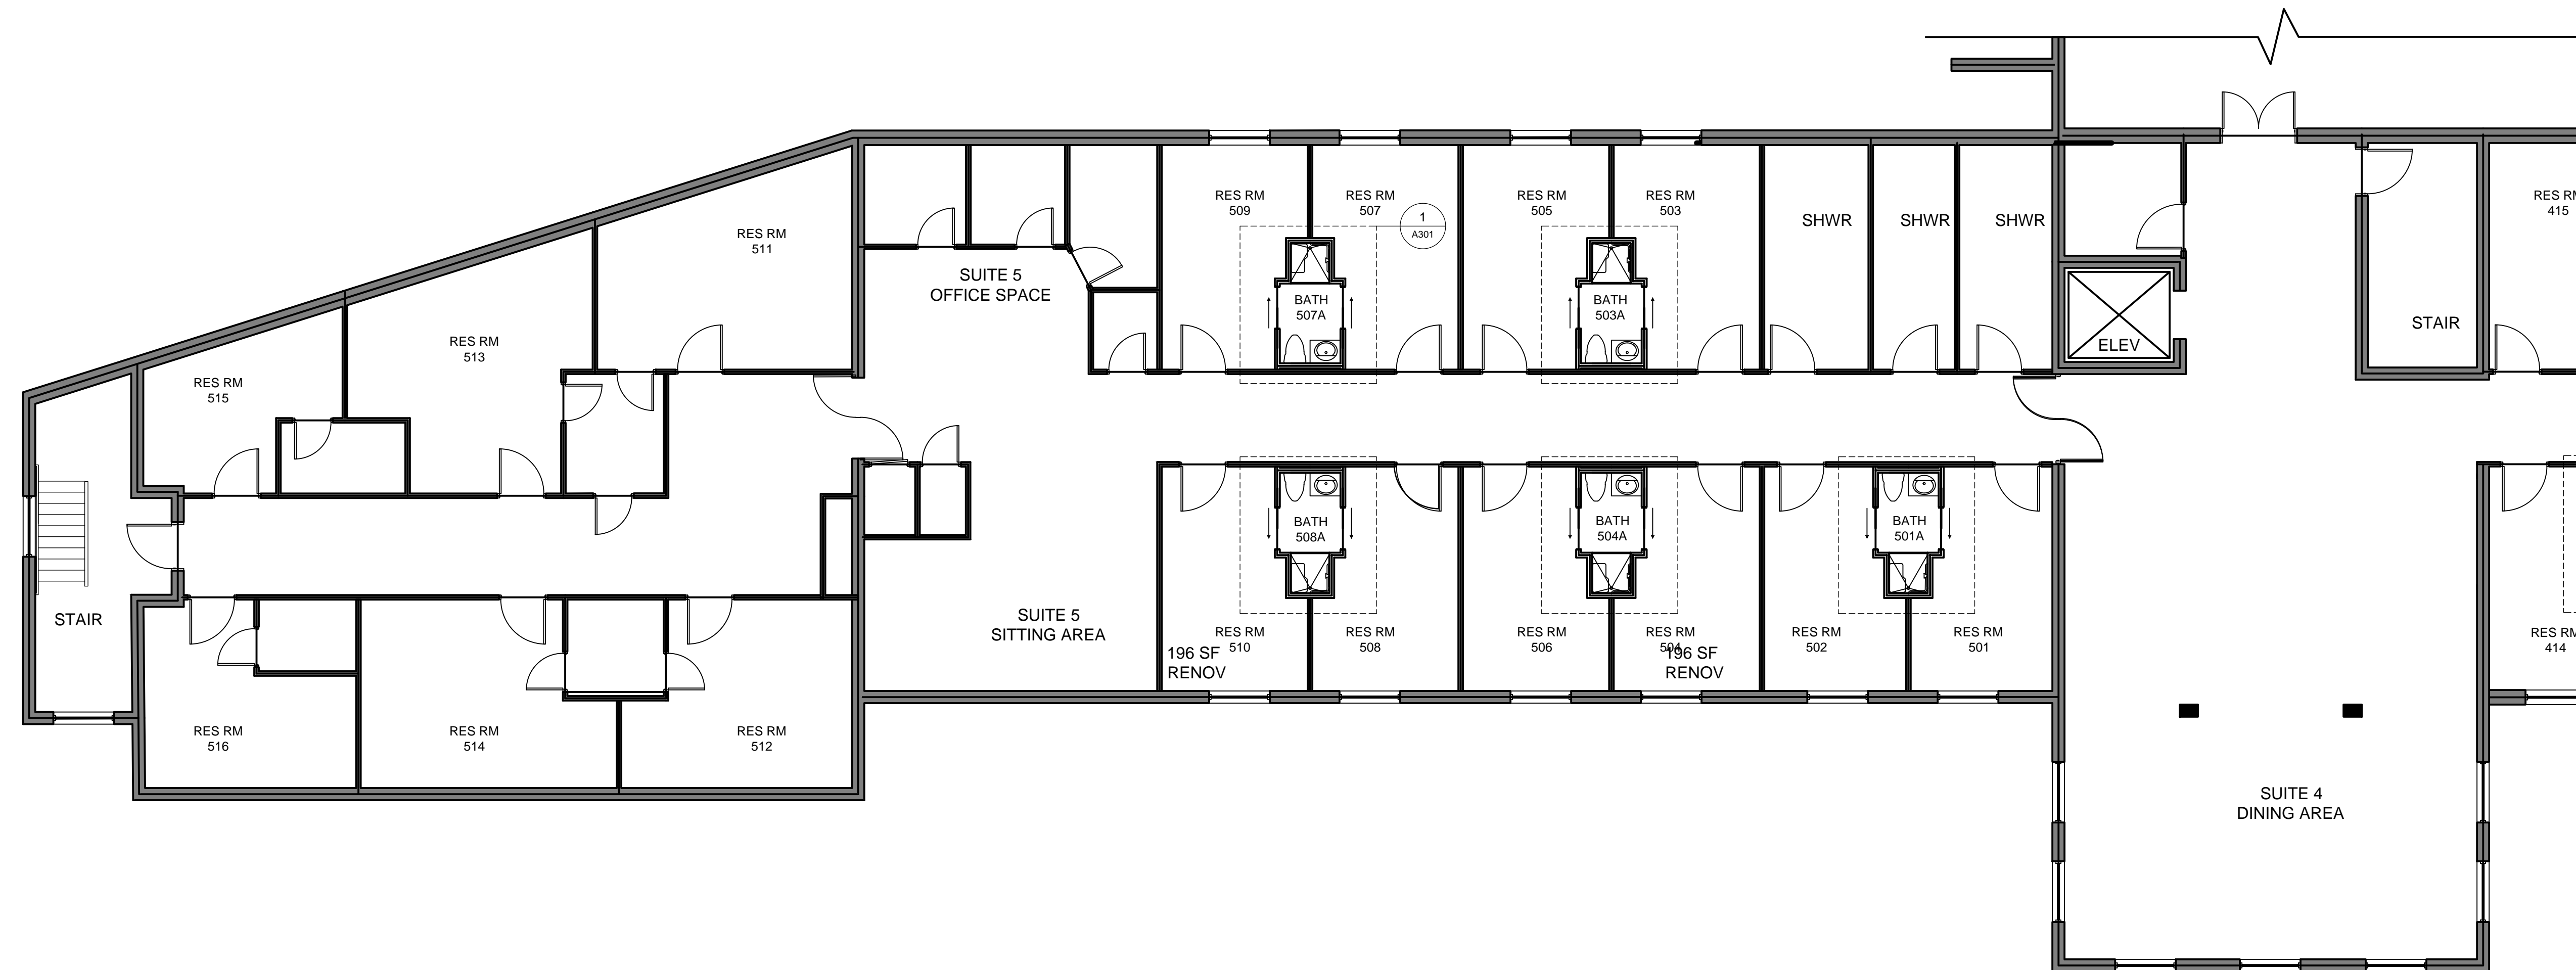 RES RM
509
RES RM
507
1
A301
RES RM
505
RES RM
503
SHWR
SHWR
SHWR
RES RM
415
RES RM
511
SUITE 5
OFFICE SPACE
BATH
507A
BATH
503A
STAIR
ELEV
RES RM
513
RES RM
515
BATH
508A
BATH
504A
BATH
501A
STAIR
SUITE 5
SITTING AREA
RES RM
510
RES RM
508
RES RM
506
RES RM
504
RES RM
502
RES RM
501
RES RM
414
196 SF
RENOV
196 SF
RENOV
RES RM
516
RES RM
514
RES RM
512
SUITE 4
DINING AREA